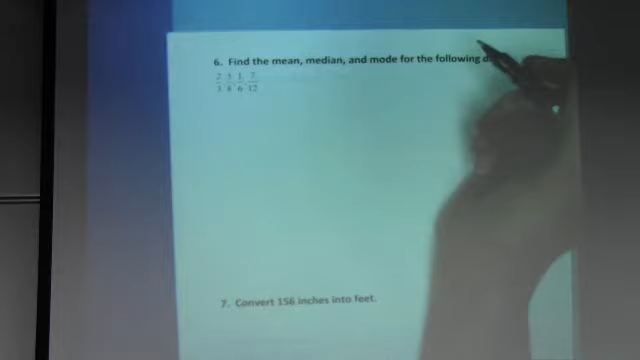 6. Find the mean, median, and mode for the following
2/3, 5/8, 1/6, 7/12
7. Convert 156 inches into feet.